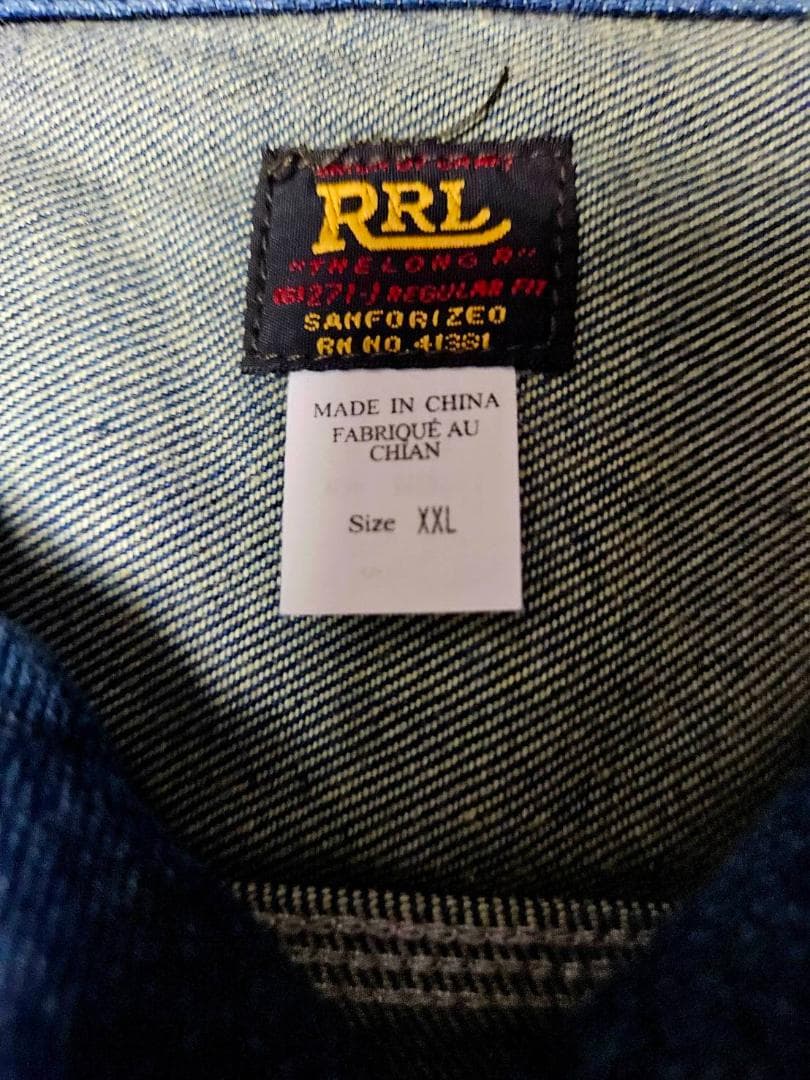 RRL
"THE LONG R"
271-J REGULAR FIT
SANFORIZED
RN NO. 41381
MADE IN CHINA
FABRIQUÉ AU
CHIAN
Size XXL